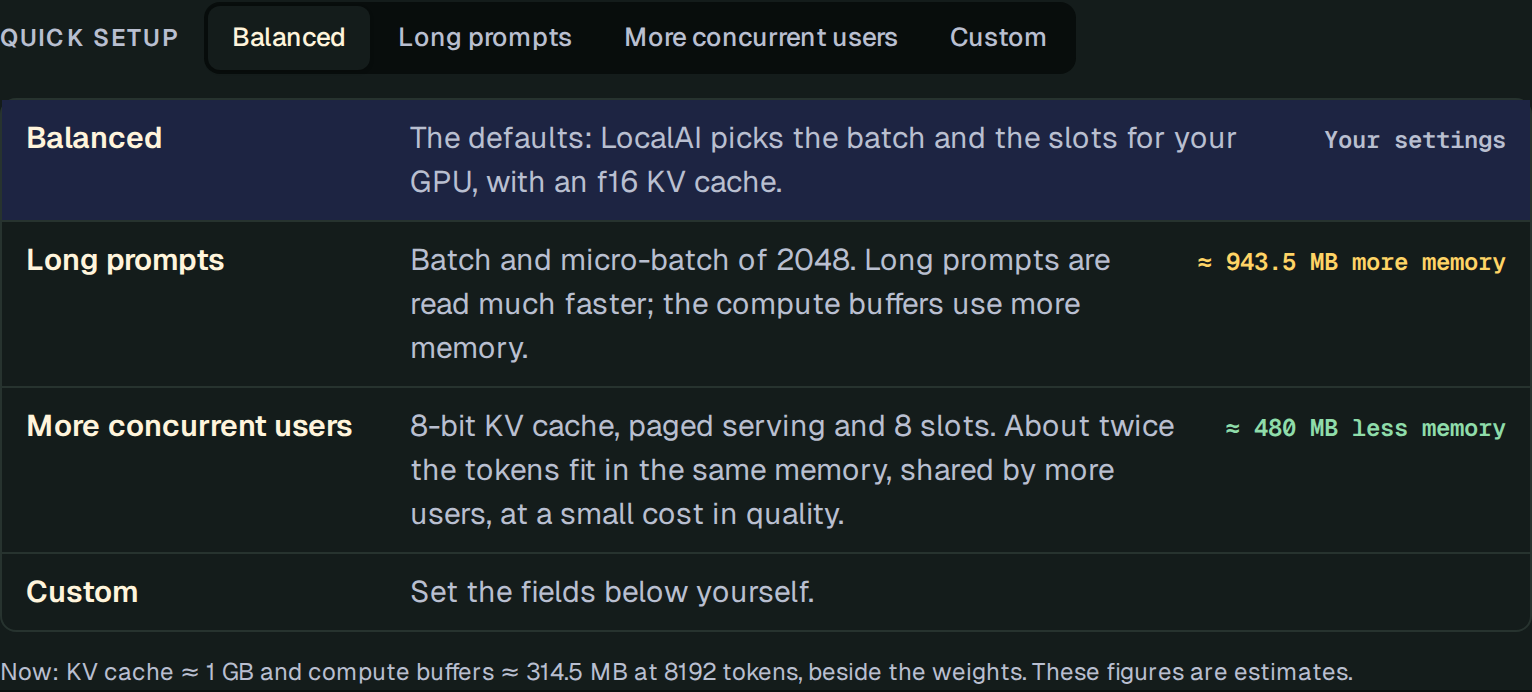 QUICK SETUP Balanced Long prompts More concurrent users Custom
Balanced The defaults: LocalAI picks the batch and the slots for your Your settings
GPU, with an f16 KV cache.
Long prompts Batch and micro-batch of 2048. Long prompts are ≈ 943.5 MB more memory
read much faster; the compute buffers use more
memory.
More concurrent users 8-bit KV cache, paged serving and 8 slots. About twice ≈ 480 MB less memory
the tokens fit in the same memory, shared by more
users, at a small cost in quality.
Custom Set the fields below yourself.
Now: KV cache ≈ 1 GB and compute buffers ≈ 314.5 MB at 8192 tokens, beside the weights. These figures are estimates.